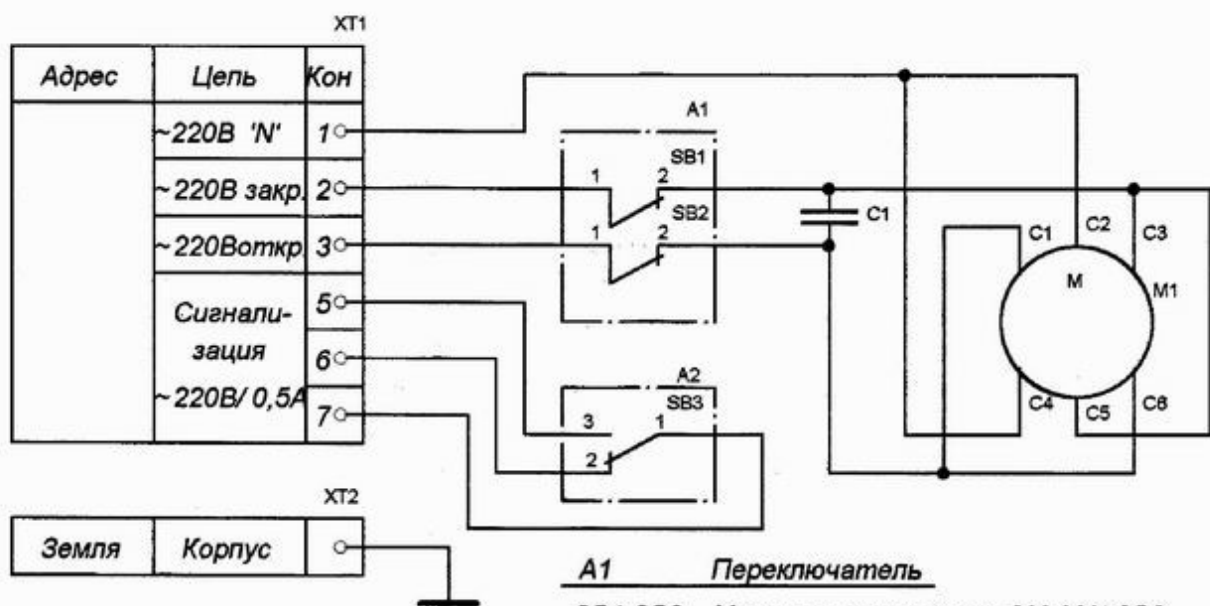 XT1
Адрес Цепь Кон
~220В 'N' 1
~220В закр. 2
~220Воткр 3
Сигнали-
зация
~220В/ 0,5А
5
6
7
A1
SB1
1 2
SB2
1 2
A2
SB3
3 1
2
C1
C1 C2 C3
M
M1
C4 C5 C6
XT2
Земля Корпус
A1 Переключатель